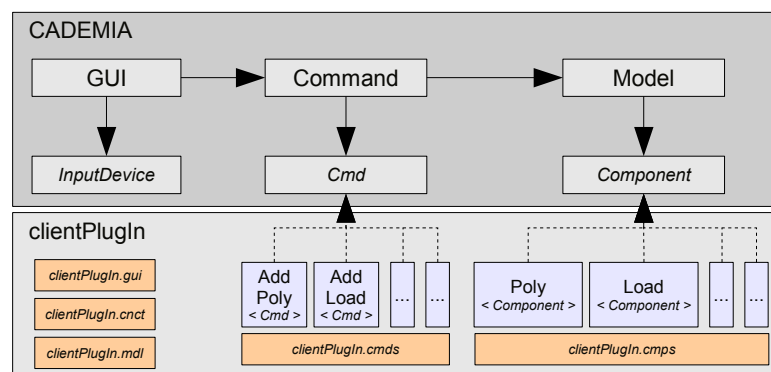 CADEMIA
GUI
Command
Model
InputDevice
Cmd
Component
clientPlugIn
clientPlugIn.gui
clientPlugIn.cnct
clientPlugIn.mdl
Add
Poly
< Cmd >
Add
Load
< Cmd >
...
...
clientPlugIn.cmds
Poly
< Component >
Load
< Component >
...
...
clientPlugIn.cmps